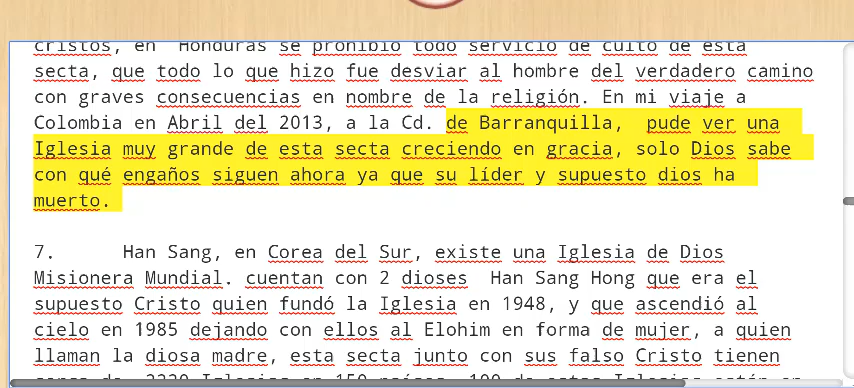 cristos, en Honduras se prohibió todo servicio de culto de esta
secta, que todo lo que hizo fue desviar al hombre del verdadero camino
con graves consecuencias en nombre de la religión. En mi viaje a
Colombia en Abril del 2013, a la Cd. de Barranquilla, pude ver una
Iglesia muy grande de esta secta creciendo en gracia, solo Dios sabe
con qué engaños siguen ahora ya que su líder y supuesto dios ha
muerto.
7. Han Sang, en Corea del Sur, existe una Iglesia de Dios
Misionera Mundial. cuentan con 2 dioses Han Sang Hong que era el
supuesto Cristo quien fundó la Iglesia en 1948, y que ascendió al
cielo en 1985 dejando con ellos al Elohim en forma de mujer, a quien
llaman la diosa madre, esta secta junto con sus falso Cristo tienen